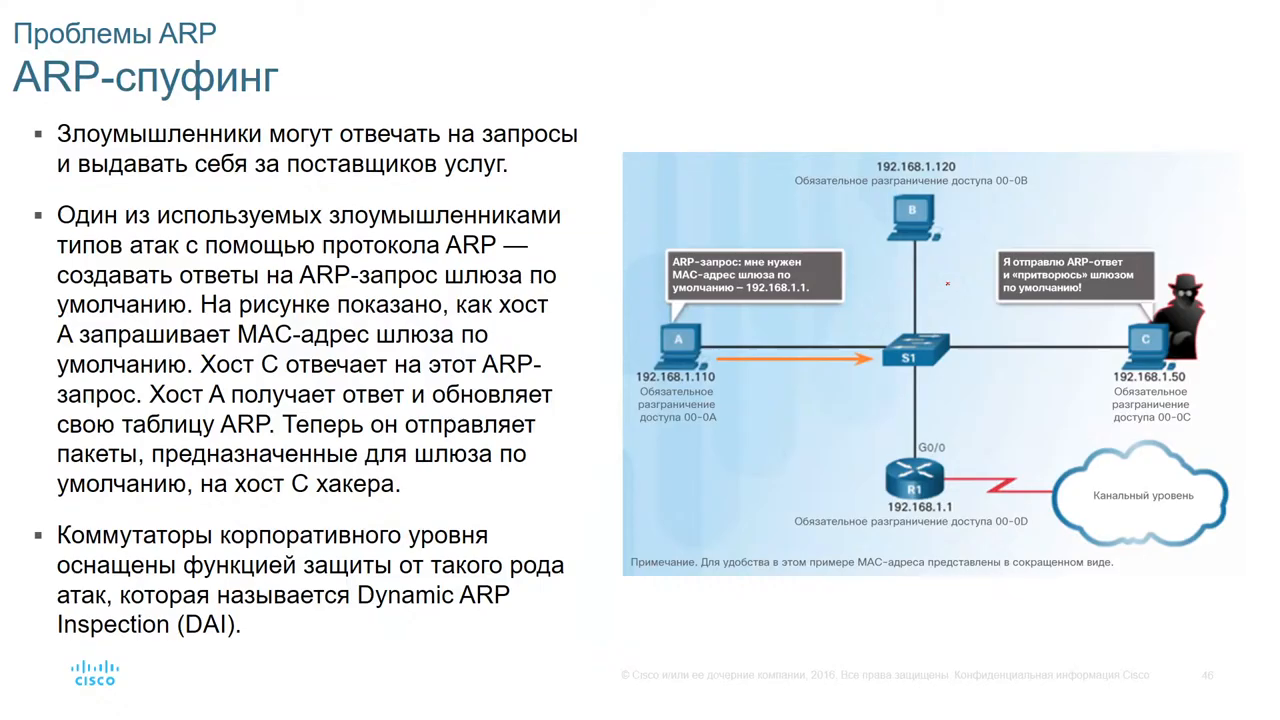 Проблемы ARP
ARP-спуфинг
▪ Злоумышленники могут отвечать на запросы
и выдавать себя за поставщиков услуг.
▪ Один из используемых злоумышленниками
типов атак с помощью протокола ARP —
создавать ответы на ARP-запрос шлюза по
умолчанию. На рисунке показано, как хост
A запрашивает MAC-адрес шлюза по
умолчанию. Хост C отвечает на этот ARP-
запрос. Хост A получает ответ и обновляет
свою таблицу ARP. Теперь он отправляет
пакеты, предназначенные для шлюза по
умолчанию, на хост C хакера.
▪ Коммутаторы корпоративного уровня
оснащены функцией защиты от такого рода
атак, которая называется Dynamic ARP
Inspection (DAI).
192.168.1.120
Обязательное разграничение доступа 00-0B
B
ARP-запрос: мне нужен
MAC-адрес шлюза по
умолчанию – 192.168.1.1.
Я отправлю ARP-ответ
и «притворюсь» шлюзом
по умолчанию!
A
S1
C
192.168.1.110
Обязательное
разграничение
доступа 00-0A
192.168.1.50
Обязательное
разграничение
доступа 00-0C
G0/0
R1
192.168.1.1
Обязательное разграничение доступа 00-0D
Канальный уровень
Примечание. Для удобства в этом примере MAC-адреса представлены в сокращенном виде.
CISCO
© Cisco и/или ее дочерние компании, 2016. Все права защищены. Конфиденциальная информация Cisco
46